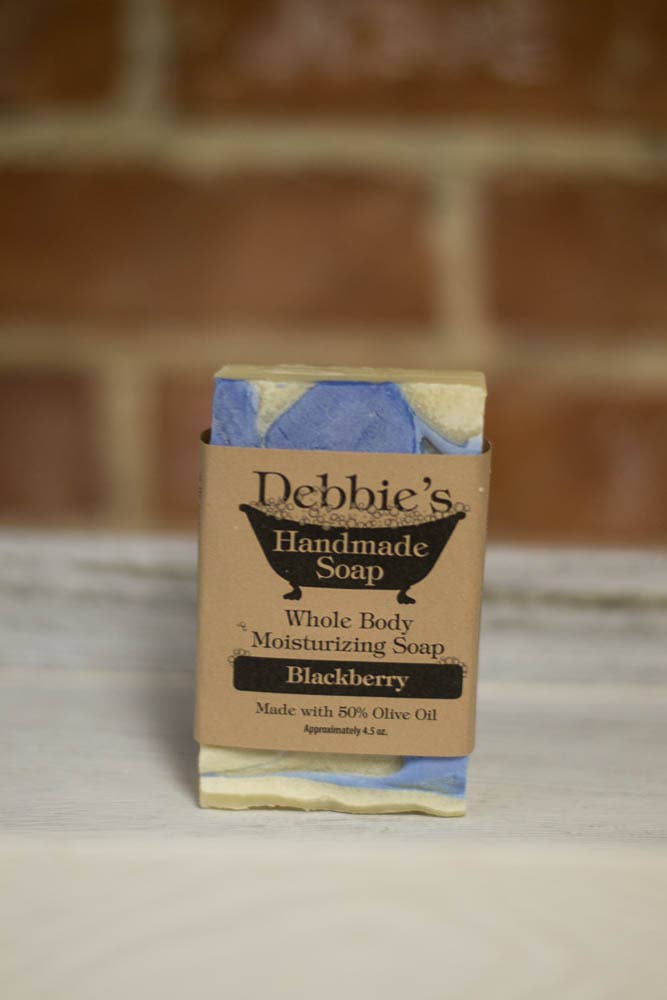 Debbie's
Handmade
Soap
Whole Body
Moisturizing Soap
Blackberry
Made with 50% Olive Oil
Approximately 4.5 oz.